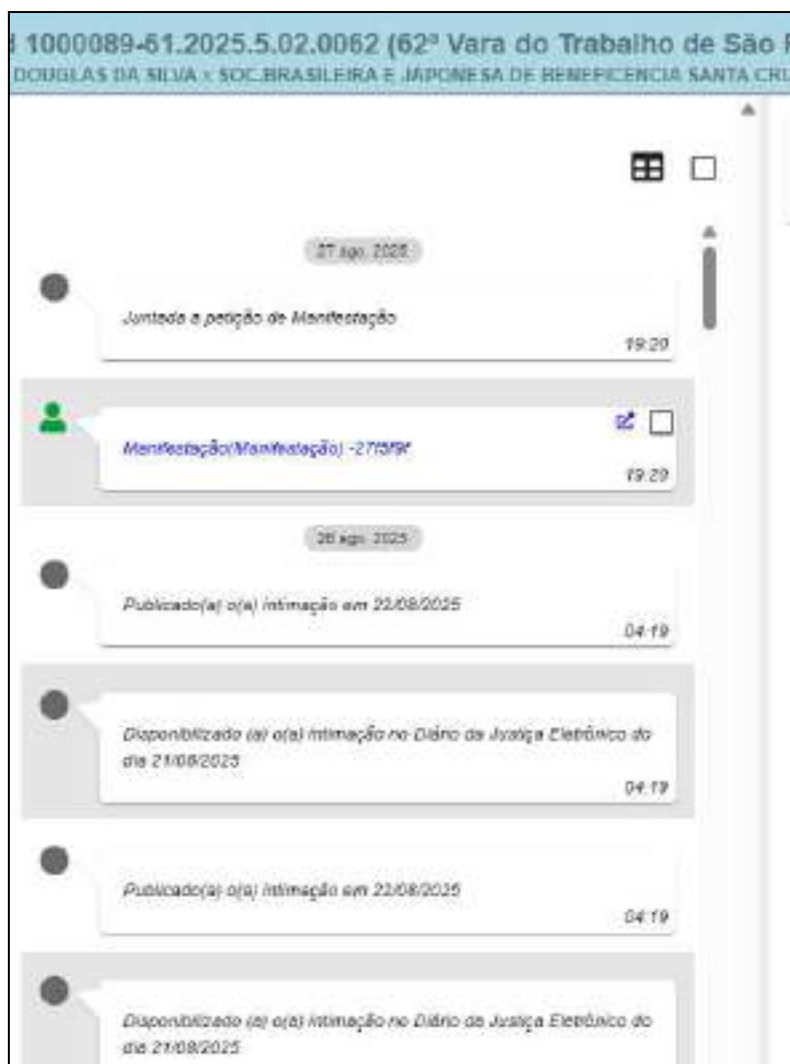 1000089-61.2025.5.02.0062 (62ª Vara do Trabalho de São
DOUGLAS DA SILVA x SOC.BRASILEIRA E JAPONESA DE BENEFICENCIA SANTA
27 ago. 2025
Juntada a petição de Manifestação
19:20
Manifestação(Manifestação) -
19:20
26 ago. 2025
Publicado(a) o(a) intimação em 22/08/2025
04:19
Disponibilizado (a) o(a) intimação no Diário da Justiça Eletrônico do
dia 21/08/2025
04:19
Publicado(a) o(a) intimação em 22/08/2025
04:19
Disponibilizado (a) o(a) intimação no Diário da Justiça Eletrônico do
dia 21/08/2025